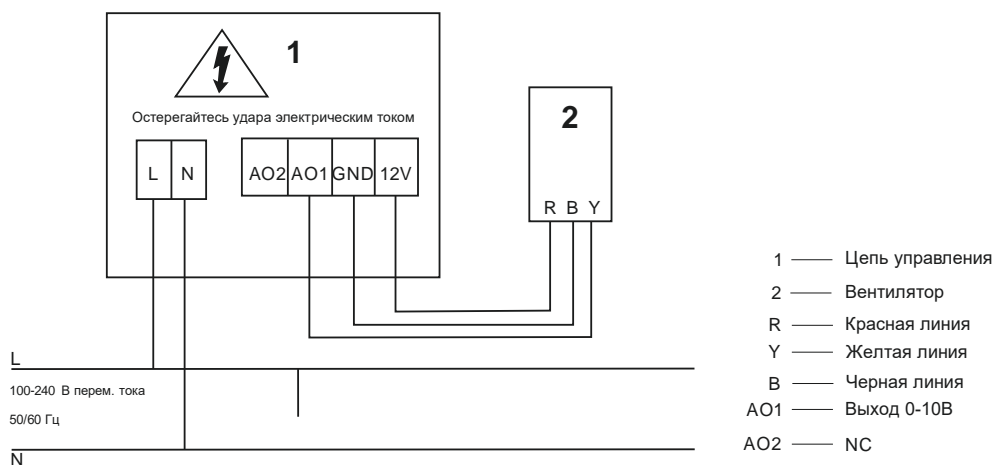 1
Остерегайтесь удара электрическим током
L N AO2 AO1 GND 12V
2
R B Y
L
100-240 В перем. тока
50/60 Гц
N
1 Цепь управления
2 Вентилятор
R Красная линия
Y Желтая линия
B Черная линия
AO1 Выход 0-10В
AO2 NC